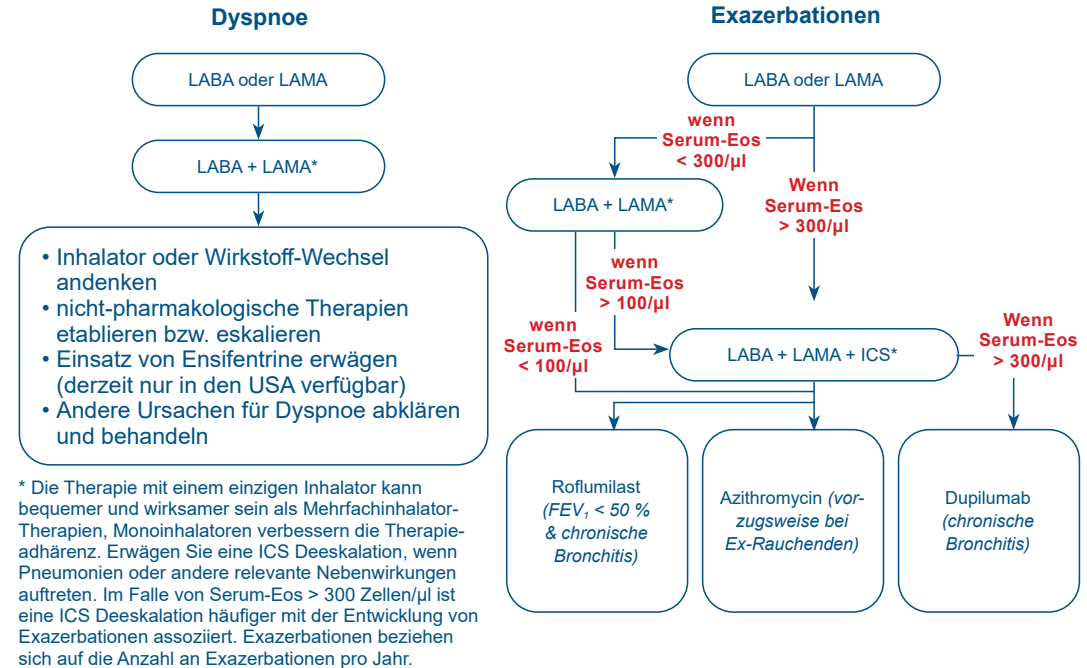 Dyspnoe
LABA oder LAMA
LABA + LAMA*
• Inhalator oder Wirkstoff-Wechsel
andenken
• nicht-pharmakologische Therapien
etablieren bzw. eskalieren
• Einsatz von Ensifentrine erwägen
(derzeit nur in den USA verfügbar)
• Andere Ursachen für Dyspnoe abklären
und behandeln
* Die Therapie mit einem einzigen Inhalator kann
bequemer und wirksamer sein als Mehrfachinhalator-
Therapien, Monoinhalatoren verbessern die Therapie-
adhärenz. Erwägen Sie eine ICS Deeskalation, wenn
Pneumonien oder andere relevante Nebenwirkungen
auftreten. Im Falle von Serum-Eos > 300 Zellen/µl ist
eine ICS Deeskalation häufiger mit der Entwicklung von
Exazerbationen assoziiert. Exazerbationen beziehen
sich auf die Anzahl an Exazerbationen pro Jahr.
Exazerbationen
LABA oder LAMA
wenn
Serum-Eos
< 300/µl
Wenn
Serum-Eos
> 300/µl
LABA + LAMA*
wenn
Serum-Eos
> 100/µl
wenn
Serum-Eos
< 100/µl
LABA + LAMA + ICS*
Wenn
Serum-Eos
> 300/µl
Roflumilast
(FEV₁ < 50 %
& chronische
Bronchitis)
Azithromycin (vor-
zugsweise bei
Ex-Rauchenden)
Dupilumab
(chronische
Bronchitis)